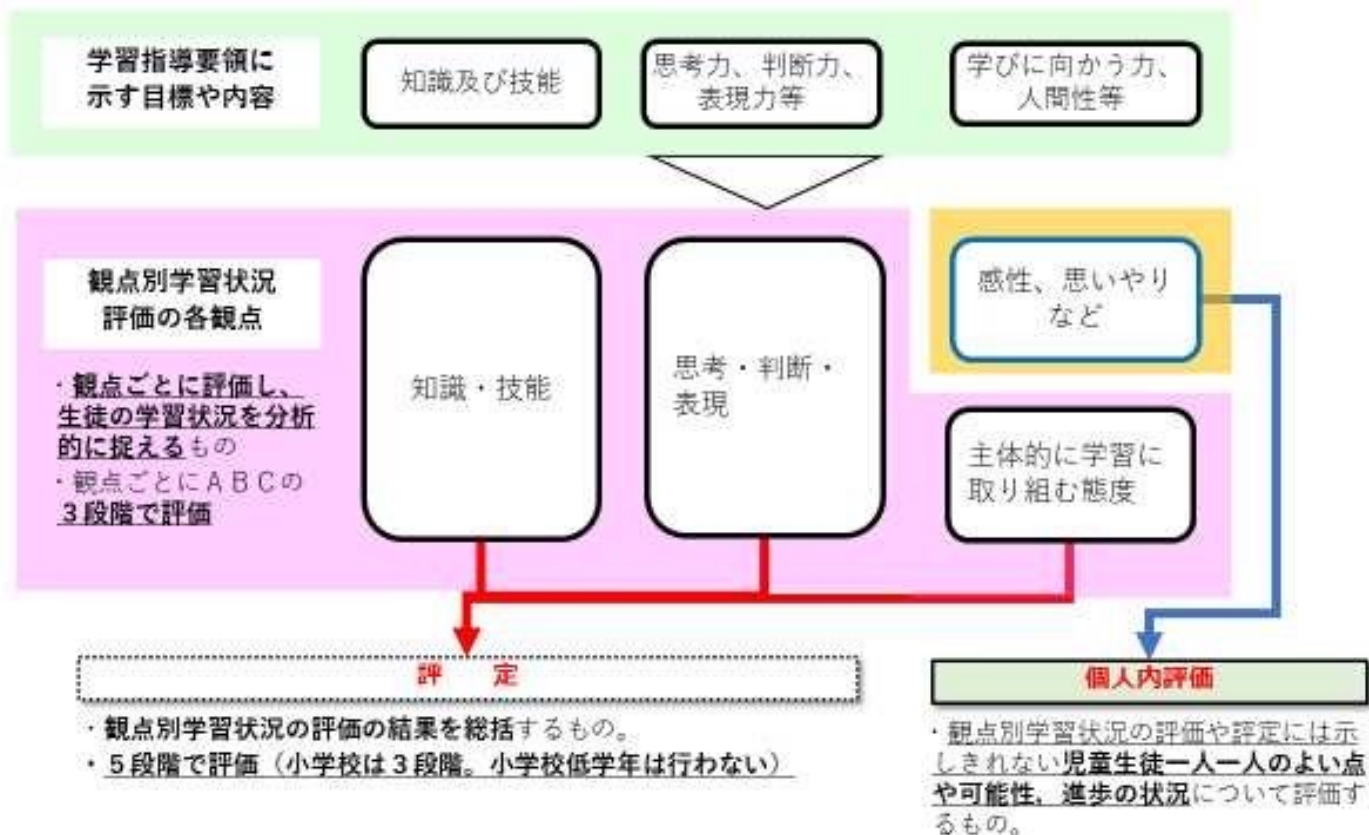 学習指導要領に
示す目標や内容
知識及び技能
思考力、判断力、
表現力等
学びに向かう力、
人間性等
観点別学習状況
評価の各観点
・観点ごとに評価し、
生徒の学習状況を分析
的に捉えるもの
・観点ごとにＡＢＣの
３段階で評価
知識・技能
思考・判断・
表現
感性、思いやり
など
主体的に学習に
取り組む態度
評　定
・観点別学習状況の評価の結果を総括するもの。
・５段階で評価（小学校は３段階。小学校低学年は行わない）
個人内評価
・観点別学習状況の評価や評定には示
しきれない児童生徒一人一人のよい点
や可能性、進歩の状況について評価す
るもの。